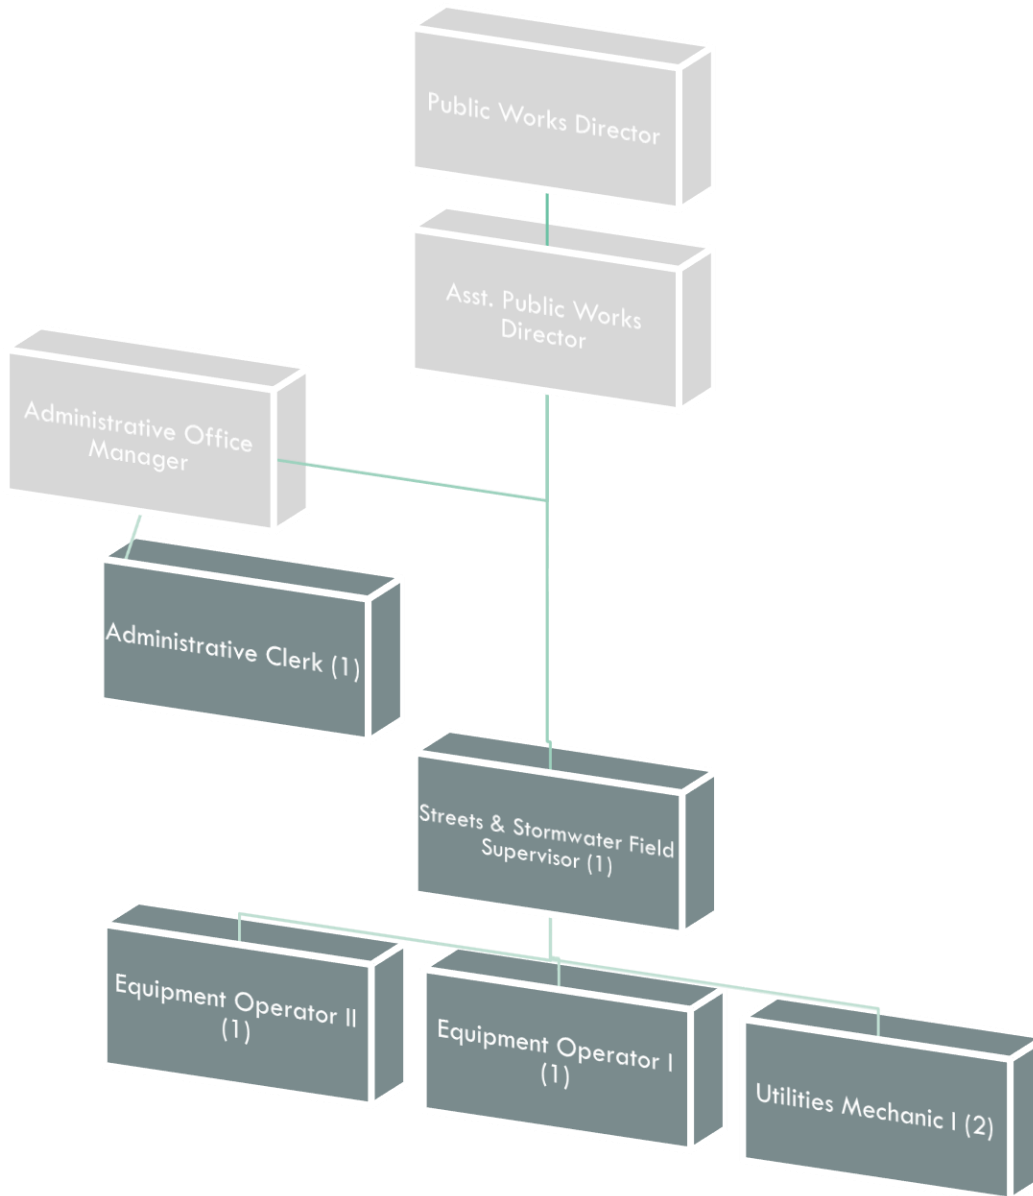 Public Works Director
Asst. Public Works
Director
Administrative Office
Manager
Administrative Clerk (1)
Streets & Stormwater Field
Supervisor (1)
Equipment Operator II
(1)
Equipment Operator I
(1)
Utilities Mechanic I (2)